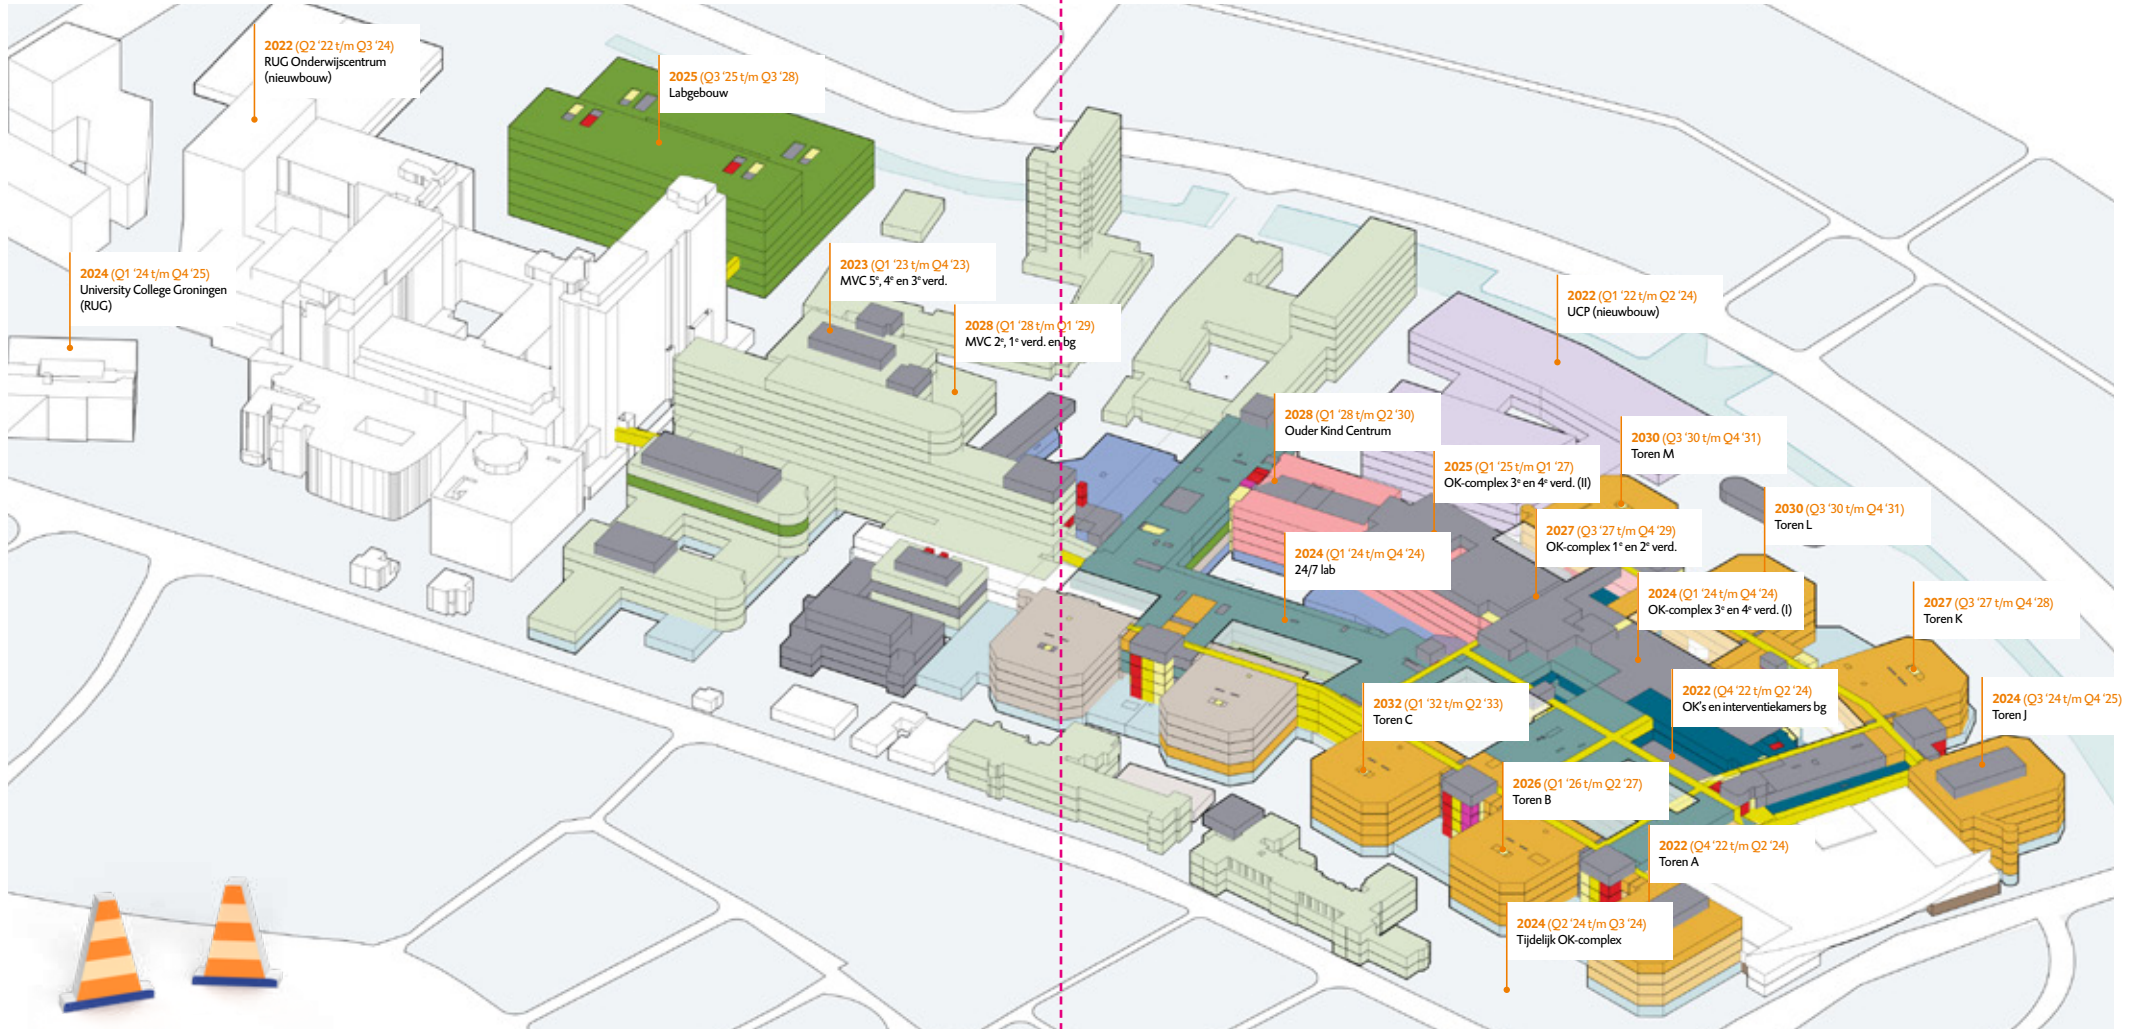 2022 (Q2 ‘22 t/m Q3 ‘24)
RUG Onderwijscentrum
(nieuwbouw)
2025 (Q3 ‘25 t/m Q3 ‘28)
Labgebouw
2024 (Q1 ‘24 t/m Q4 ‘25)
University College Groningen
(RUG)
2023 (Q1 ‘23 t/m Q4 ‘23)
MVC 5ᵉ, 4ᵉ en 3ᵉ verd.
2028 (Q1 ‘28 t/m Q1 ‘29)
MVC 2ᵉ, 1ᵉ verd. en bg
2022 (Q1 ‘22 t/m Q2 ‘24)
UCP (nieuwbouw)
2028 (Q1 ‘28 t/m Q2 ‘30)
Ouder Kind Centrum
2030 (Q3 ‘30 t/m Q4 ‘31)
Toren M
2025 (Q1 ‘25 t/m Q1 ‘27)
OK-complex 3ᵉ en 4ᵉ verd. (II)
2030 (Q3 ‘30 t/m Q4 ‘31)
Toren L
2027 (Q3 ‘27 t/m Q4 ‘29)
OK-complex 1ᵉ en 2ᵉ verd.
2024 (Q1 ‘24 t/m Q4 ‘24)
24/7 lab
2024 (Q1 ‘24 t/m Q4 ‘24)
OK-complex 3ᵉ en 4ᵉ verd. (I)
2027 (Q3 ‘27 t/m Q4 ‘28)
Toren K
2022 (Q4 ‘22 t/m Q2 ‘24)
OK's en interventiekamers bg
2032 (Q1 ‘32 t/m Q2 ‘33)
Toren C
2024 (Q3 ‘24 t/m Q4 ‘25)
Toren J
2026 (Q1 ‘26 t/m Q2 ‘27)
Toren B
2022 (Q4 ‘22 t/m Q2 ‘24)
Toren A
2024 (Q2 ‘24 t/m Q3 ‘24)
Tijdelijk OK-complex